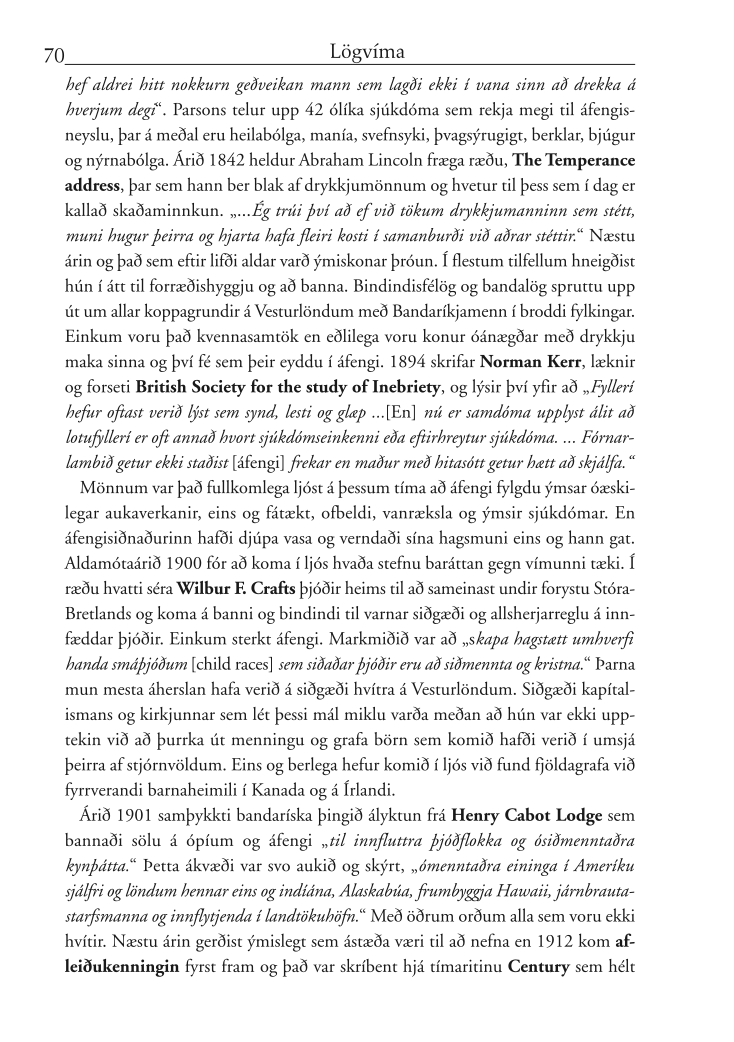 70
Lögvíma
hef aldrei hitt nokkurn geðveikan mann sem lagði ekki í vana sinn að drekka á
hverjum degi“. Parsons telur upp 42 ólíka sjúkdóma sem rekja megi til áfengis-
neyslu, þar á meðal eru heilabólga, manía, svefnsyki, þvagsýrugigt, berklar, bjúgur
og nýrnabólga. Árið 1842 heldur Abraham Lincoln fræga ræðu, The Temperance
address, þar sem hann ber blak af drykkjumönnum og hvetur til þess sem í dag er
kallað skaðaminnkun. „...Ég trúi því að ef við tökum drykkjumanninn sem stétt,
muni hugur þeirra og hjarta hafa fleiri kosti í samanburði við aðrar stéttir.“ Næstu
árin og það sem eftir lifði aldar varð ýmiskonar þróun. Í flestum tilfellum hneigðist
hún í átt til forræðishyggju og að banna. Bindindisfélög og bandalög spruttu upp
út um allar koppagrundir á Vesturlöndum með Bandaríkjamenn í broddi fylkingar.
Einkum voru það kvennasamtök en eðlilega voru konur óánægðar með drykkju
maka sinna og því fé sem þeir eyddu í áfengi. 1894 skrifar Norman Kerr, læknir
og forseti British Society for the study of Inebriety, og lýsir því yfir að „Fyllerí
hefur oftast verið lýst sem synd, lesti og glæp ...[En] nú er samdóma upplyst álit að
lotufyllerí er oft annað hvort sjúkdómseinkenni eða eftirhreytur sjúkdóma. ... Fórnar-
lambið getur ekki staðist [áfengi] frekar en maður með hitasótt getur hætt að skjálfa.“
Mönnum var það fullkomlega ljóst á þessum tíma að áfengi fylgdu ýmsar óæski-
legar aukaverkanir, eins og fátækt, ofbeldi, vanræksla og ýmsir sjúkdómar. En
áfengisiðnaðurinn hafði djúpa vasa og verndaði sína hagsmuni eins og hann gat.
Aldamótaárið 1900 fór að koma í ljós hvaða stefnu baráttan gegn vímunni tæki. Í
ræðu hvatti séra Wilbur F. Crafts þjóðir heims til að sameinast undir forystu Stóra-
Bretlands og koma á banni og bindindi til varnar siðgæði og allsherjarreglu á inn-
fæddar þjóðir. Einkum sterkt áfengi. Markmiðið var að „skapa hagstætt umhverfi
handa smáþjóðum [child races] sem siðaðar þjóðir eru að siðmennta og kristna.“ Þarna
mun mesta áherslan hafa verið á siðgæði hvítra á Vesturlöndum. Siðgæði kapítal-
ismans og kirkjunnar sem lét þessi mál miklu varða meðan að hún var ekki upp-
tekin við að þurrka út menningu og grafa börn sem komið hafði verið í umsjá
þeirra af stjórnvöldum. Eins og berlega hefur komið í ljós við fund fjöldagrafa við
fyrrverandi barnaheimili í Kanada og á Írlandi.
Árið 1901 samþykkti bandaríska þingið ályktun frá Henry Cabot Lodge sem
bannaði sölu á ópíum og áfengi „til innfluttra þjóðflokka og ósiðmenntaðra
kynþátta.“ Þetta ákvæði var svo aukið og skýrt, „ómenntaðra eininga í Ameríku
sjálfri og löndum hennar eins og indíána, Alaskabúa, frumbyggja Hawaii, járnbrauta-
starfsmanna og innflytjenda í landtökuhöfn.“ Með öðrum orðum alla sem voru ekki
hvítir. Næstu árin gerðist ýmislegt sem ástæða væri til að nefna en 1912 kom af-
leiðukenningin fyrst fram og það var skríbent hjá tímaritinu Century sem hélt